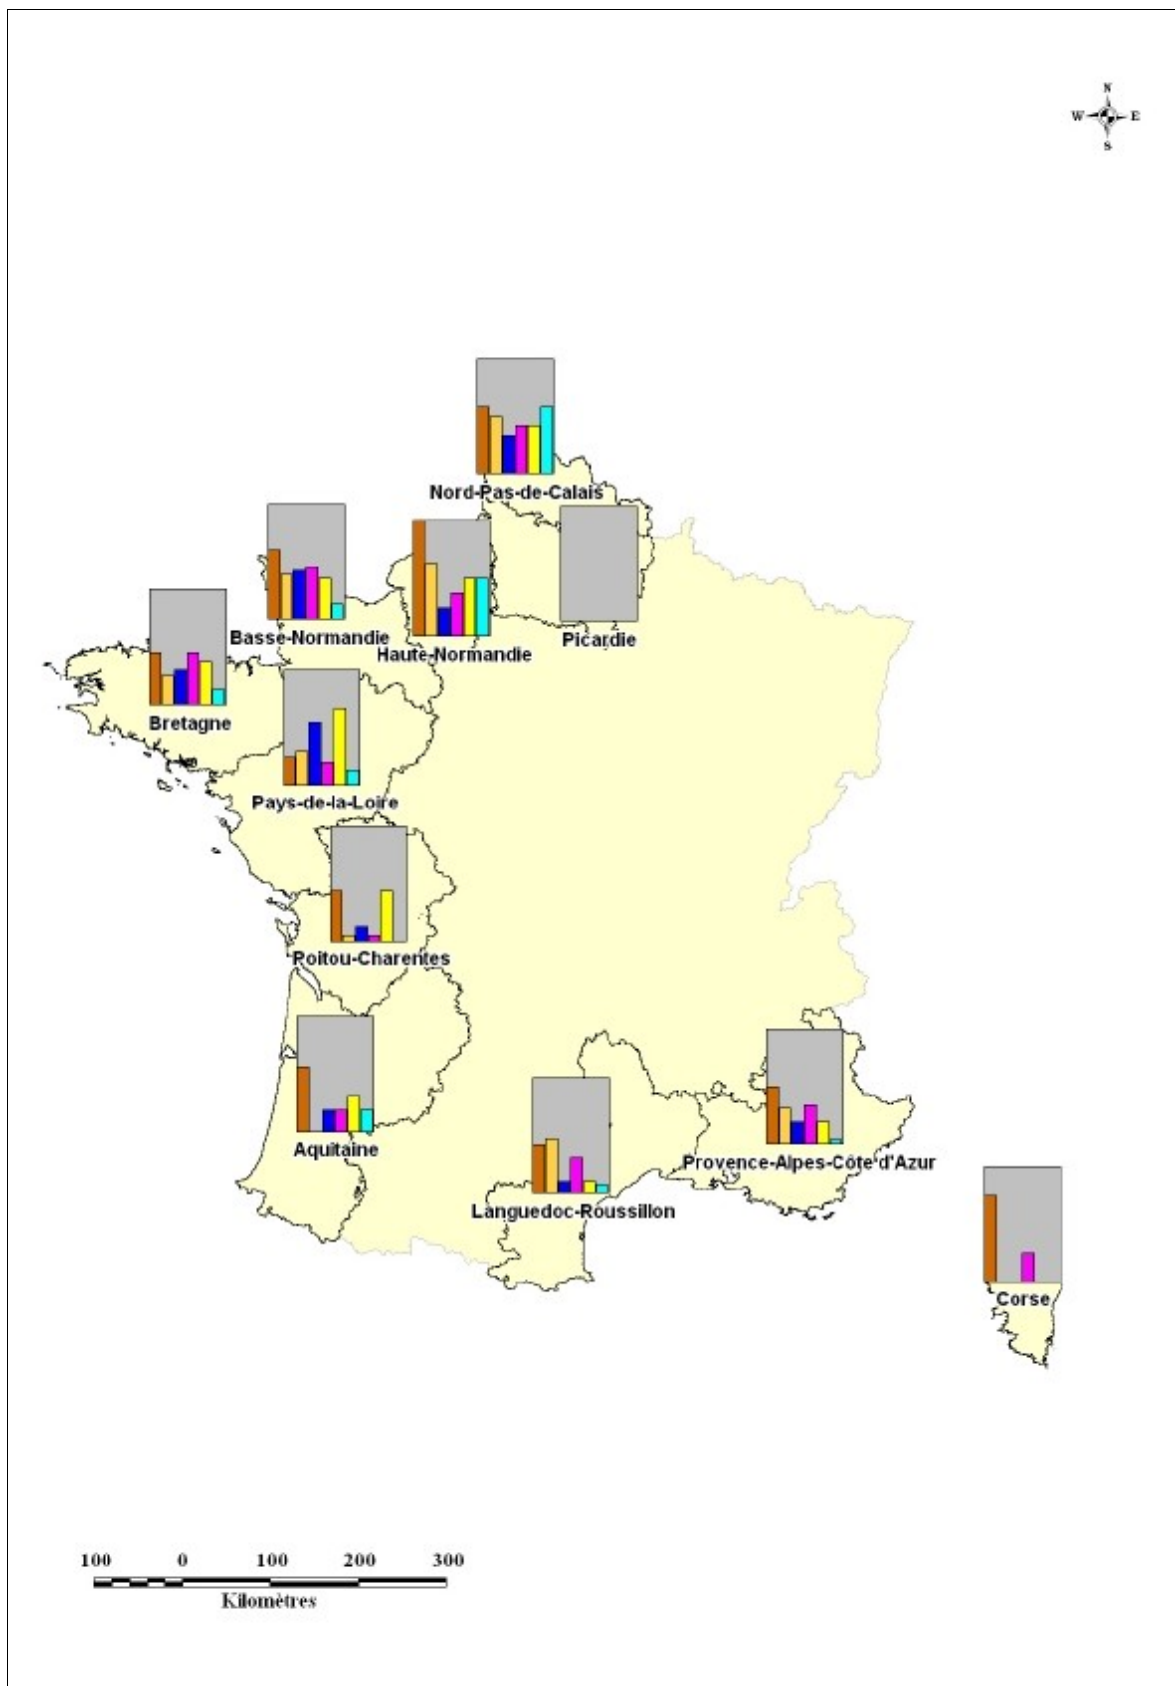 N
W E
S
Nord-Pas-de-Calais
Basse-Normandie
Haute-Normandie
Picardie
Bretagne
Pays-de-la-Loire
Poitou-Charentes
Aquitaine
Provence-Alpes-Côte d'Azur
Languedoc-Roussillon
Corse
100 0 100 200 300
Kilomètres